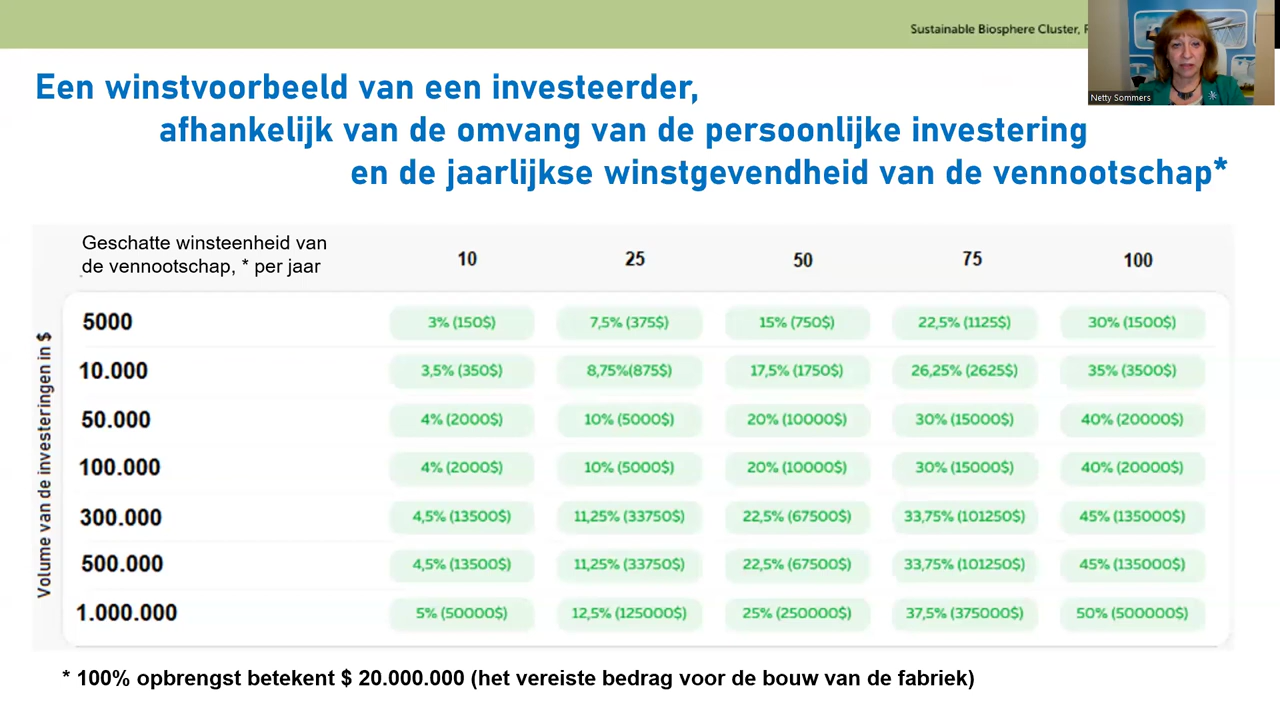 Sustainable Biosphere Cluster,
Netty Sommers
Een winstvoorbeeld van een investeerder,
afhankelijk van de omvang van de persoonlijke investering
en de jaarlijkse winstgevendheid van de vennootschap*
Geschatte winsteenheid van
de vennootschap, * per jaar
10 25 50 75 100
Volume van de investeringen in $
5000 3% (150$) 7,5% (375$) 15% (750$) 22,5% (1125$) 30% (1500$)
10.000 3,5% (350$) 8,75%(875$) 17,5% (1750$) 26,25% (2625$) 35% (3500$)
50.000 4% (2000$) 10% (5000$) 20% (10000$) 30% (15000$) 40% (20000$)
100.000 4% (2000$) 10% (5000$) 20% (10000$) 30% (15000$) 40% (20000$)
300.000 4,5% (13500$) 11,25% (33750$) 22,5% (67500$) 33,75% (101250$) 45% (135000$)
500.000 4,5% (13500$) 11,25% (33750$) 22,5% (67500$) 33,75% (101250$) 45% (135000$)
1.000.000 5% (50000$) 12,5% (125000$) 25% (250000$) 37,5% (375000$) 50% (500000$)
* 100% opbrengst betekent $ 20.000.000 (het vereiste bedrag voor de bouw van de fabriek)